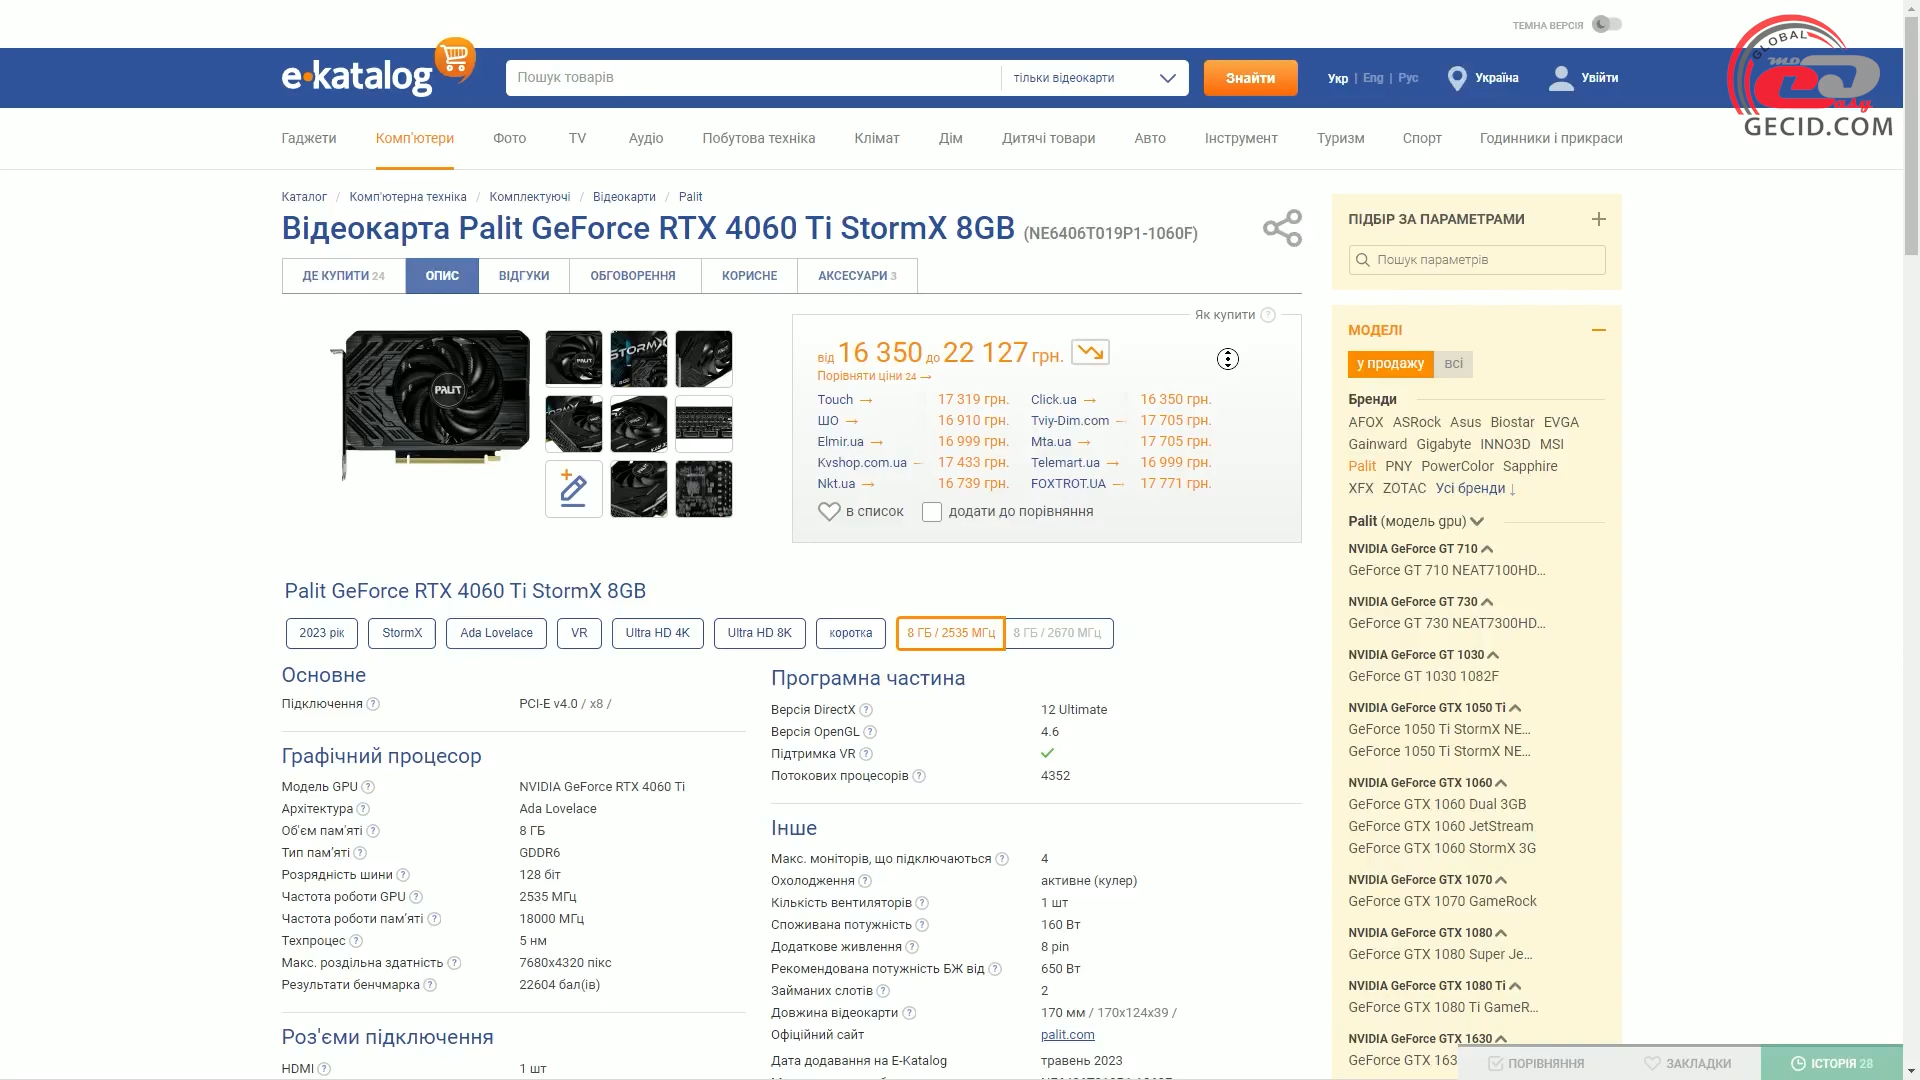 ТЕМНА ВЕРСІЯ
GLOBAL
GECID.COM
e-katalog
Пошук товарів
тільки відеокарти
Знайти
Укр | Eng | Рус
Україна
Увійти
Гаджети Комп'ютери Фото TV Аудіо Побутова техніка Клімат Дім Дитячі товари Авто Інструмент Туризм Спорт Годинники і прикраси
Каталог / Комп'ютерна техніка / Комплектуючі / Відеокарти / Palit
Відеокарта Palit GeForce RTX 4060 Ti StormX 8GB (NE6406T019P1-1060F)
ДЕ КУПИТИ 24 ОПИС ВІДГУКИ ОБГОВОРЕННЯ КОРИСНЕ АКСЕСУАРИ 3
PALIT
STORMX
Як купити ?
від 16 350 до 22 127 грн.
Порівняти ціни 24 →
Touch → 17 319 грн. Click.ua → 16 350 грн.
ШО → 16 910 грн. Tviy-Dim.com → 17 705 грн.
Elmir.ua → 16 999 грн. Mta.ua → 17 705 грн.
Kvshop.com.ua → 17 433 грн. Telemart.ua → 16 999 грн.
Nkt.ua → 16 739 грн. FOXTROT.UA → 17 771 грн.
в список додати до порівняння
Palit GeForce RTX 4060 Ti StormX 8GB
2023 рік StormX Ada Lovelace VR Ultra HD 4K Ultra HD 8K коротка 8 ГБ / 2535 МГц 8 ГБ / 2670 МГц
Основне
Підключення ? PCI-E v4.0 / x8 /
Графічний процесор
Модель GPU ? NVIDIA GeForce RTX 4060 Ti
Архітектура ? Ada Lovelace
Об'єм пам'яті ? 8 ГБ
Тип пам'яті ? GDDR6
Розрядність шини ? 128 біт
Частота роботи GPU ? 2535 МГц
Частота роботи пам'яті ? 18000 МГц
Техпроцес ? 5 нм
Макс. роздільна здатність ? 7680x4320 пікс
Результати бенчмарка ? 22604 бал(ів)
Роз'єми підключення
HDMI ? 1 шт
Програмна частина
Версія DirectX ? 12 Ultimate
Версія OpenGL ? 4.6
Підтримка VR ?
Потокових процесорів ? 4352
Інше
Макс. моніторів, що підключаються ? 4
Охолодження ? активне (кулер)
Кількість вентиляторів ? 1 шт
Споживана потужність ? 160 Вт
Додаткове живлення ? 8 pin
Рекомендована потужність БЖ від ? 650 Вт
Займаних слотів ? 2
Довжина відеокарти ? 170 мм / 170x124x39 /
Офіційний сайт palit.com
Дата додавання на E-Katalog травень 2023
ПІДБІР ЗА ПАРАМЕТРАМИ
Пошук параметрів
МОДЕЛІ
у продажу всі
Бренди
AFOX ASRock Asus Biostar EVGA
Gainward Gigabyte INNO3D MSI
Palit PNY PowerColor Sapphire
XFX ZOTAC Усі бренди ↓
Palit (модель gpu)
NVIDIA GeForce GT 710
GeForce GT 710 NEAT7100HD...
NVIDIA GeForce GT 730
GeForce GT 730 NEAT7300HD...
NVIDIA GeForce GT 1030
GeForce GT 1030 1082F
NVIDIA GeForce GTX 1050 Ti
GeForce 1050 Ti StormX NE...
GeForce 1050 Ti StormX NE...
NVIDIA GeForce GTX 1060
GeForce GTX 1060 Dual 3GB
GeForce GTX 1060 JetStream
GeForce GTX 1060 StormX 3G
NVIDIA GeForce GTX 1070
GeForce GTX 1070 GameRock
NVIDIA GeForce GTX 1080
GeForce GTX 1080 Super Je...
NVIDIA GeForce GTX 1080 Ti
GeForce GTX 1080 Ti GameR...
NVIDIA GeForce GTX 1630
GeForce GTX 163
ПОРІВНЯННЯ ЗАКЛАДКИ ІСТОРІЯ 28